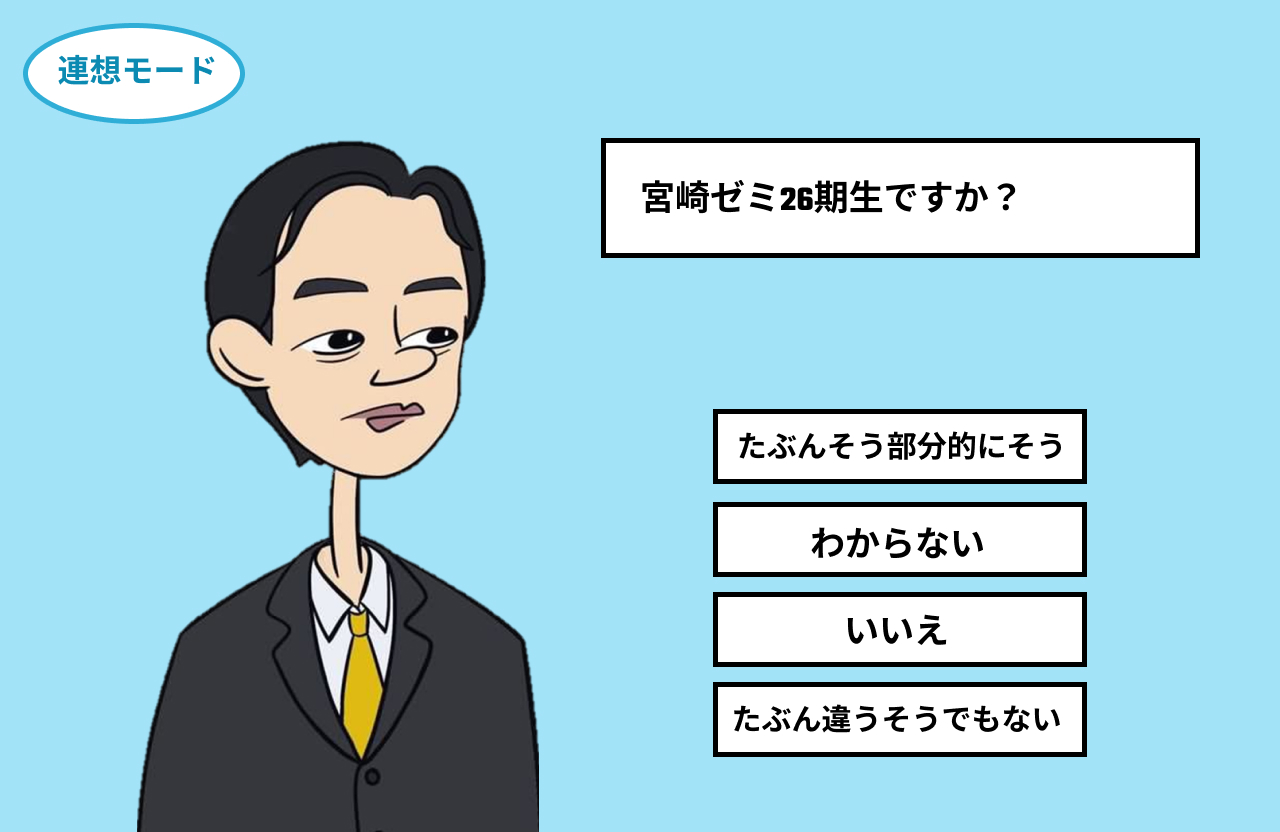 連想モード
宮崎ゼミ26期生ですか？
たぶんそう部分的にそう
わからない
いいえ
たぶん違うそうでもない